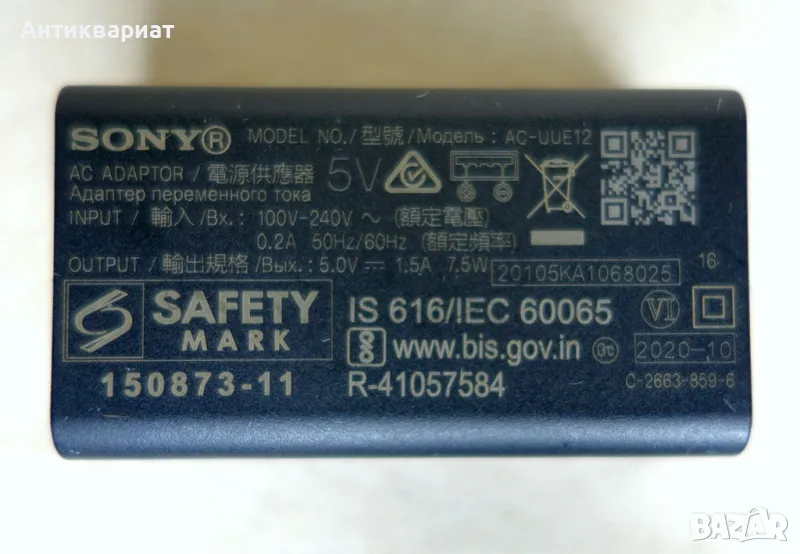 Антиквариат
SONY® MODEL NO./型號/Модель: AC-UUE12
AC ADAPTOR / 電源供應器 5V
Адаптер переменного тока
INPUT / 輸入 /Вх.: 100V-240V ~ (額定電壓)
0.2A 50Hz/60Hz (額定頻率)
OUTPUT / 輸出規格 /Вых.: 5.0V ⎓ 1.5A 7.5W 20105KA1068025 16
SAFETY IS 616/IEC 60065 VI
MARK www.bis.gov.in 2020-10
150873-11 R-41057584 C-2663-859-6
BAZAR